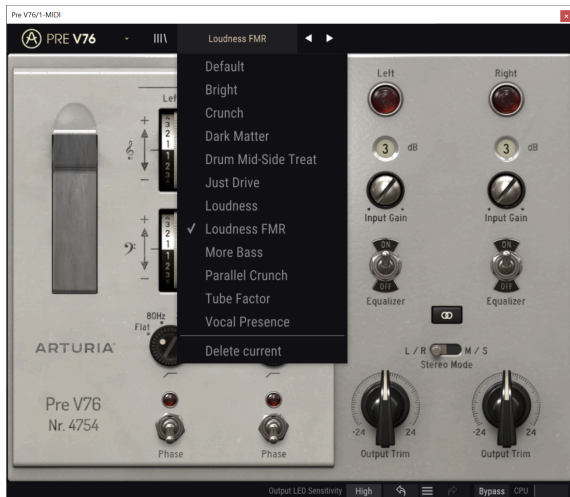 Pre V76/1-MIDI
PRE V76
Loudness FMR
Default
Bright
Crunch
Dark Matter
Drum Mid-Side Treat
Just Drive
Loudness
✓ Loudness FMR
More Bass
Parallel Crunch
Tube Factor
Vocal Presence
Delete current
Left Right
3 dB 3 dB
Input Gain Input Gain
ON ON
OFF OFF
Equalizer Equalizer
L / R M / S
Stereo Mode
-24 24 -24 24
Output Trim Output Trim
80Hz
Flat
ARTURIA
Pre V76
Nr. 4754
Phase Phase
Output LED Sensitivity High Bypass CPU